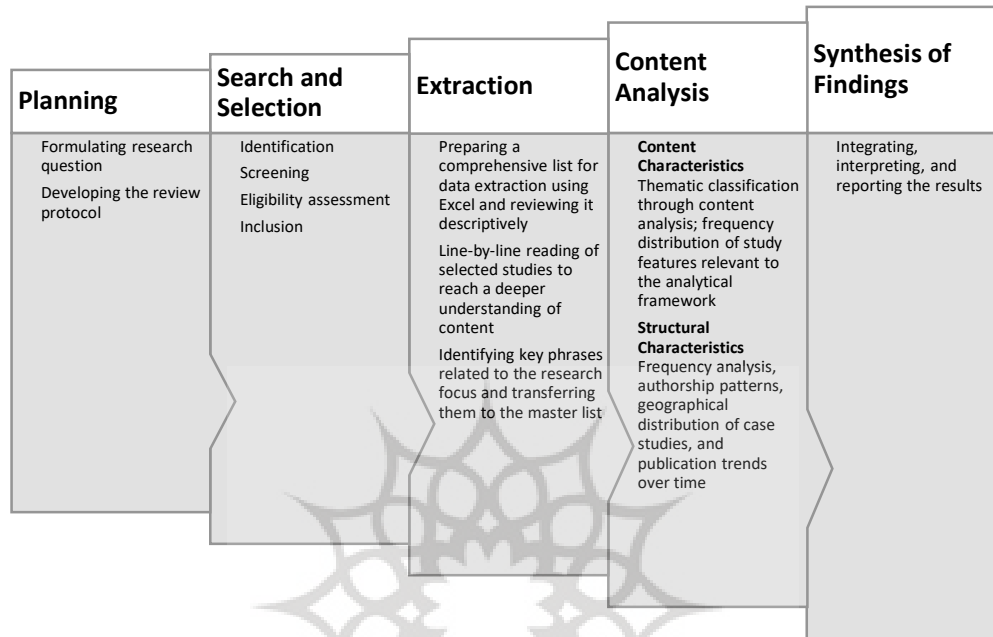 Planning
Formulating research
question
Developing the review
protocol
Search and
Selection
Identification
Screening
Eligibility assessment
Inclusion
Extraction
Preparing a
comprehensive list for
data extraction using
Excel and reviewing it
descriptively
Line-by-line reading of
selected studies to
reach a deeper
understanding of
content
Identifying key phrases
related to the research
focus and transferring
them to the master list
Content
Analysis
Content
Characteristics
Thematic classification
through content
analysis; frequency
distribution of study
features relevant to
the analytical
framework
Structural
Characteristics
Frequency analysis,
authorship patterns,
geographical
distribution of case
studies, and
publication trends
over time
Synthesis of
Findings
Integrating,
interpreting, and
reporting the results